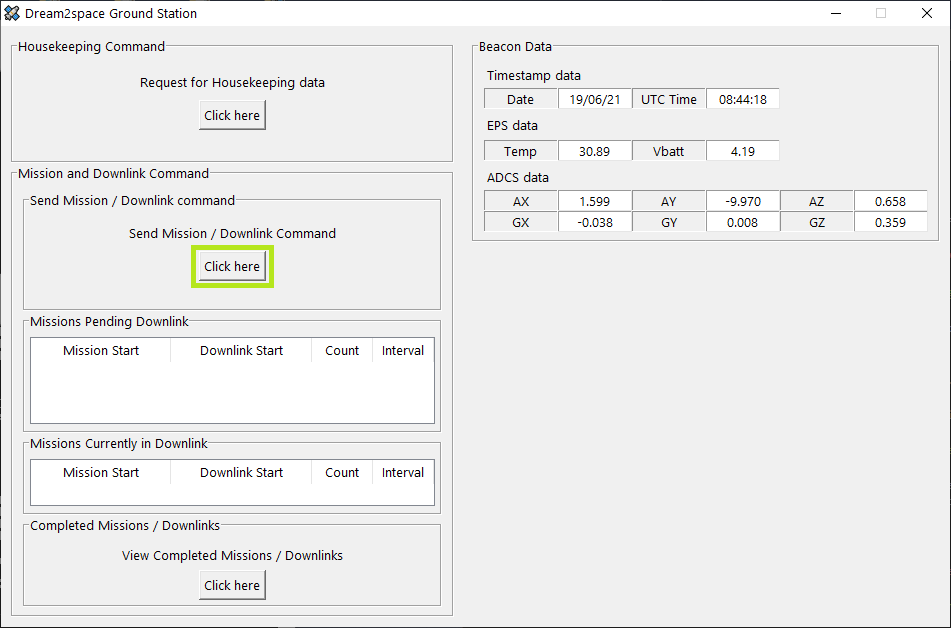 Dream2space Ground Station
Housekeeping Command
Request for Housekeeping data
Click here
Mission and Downlink Command
Send Mission / Downlink command
Send Mission / Downlink Command
Click here
Missions Pending Downlink
Mission Start Downlink Start Count Interval
Missions Currently in Downlink
Mission Start Downlink Start Count Interval
Completed Missions / Downlinks
View Completed Missions / Downlinks
Click here
Beacon Data
Timestamp data
Date 19/06/21 UTC Time 08:44:18
EPS data
Temp 30.89 Vbatt 4.19
ADCS data
AX 1.599 AY -9.970 AZ 0.658
GX -0.038 GY 0.008 GZ 0.359